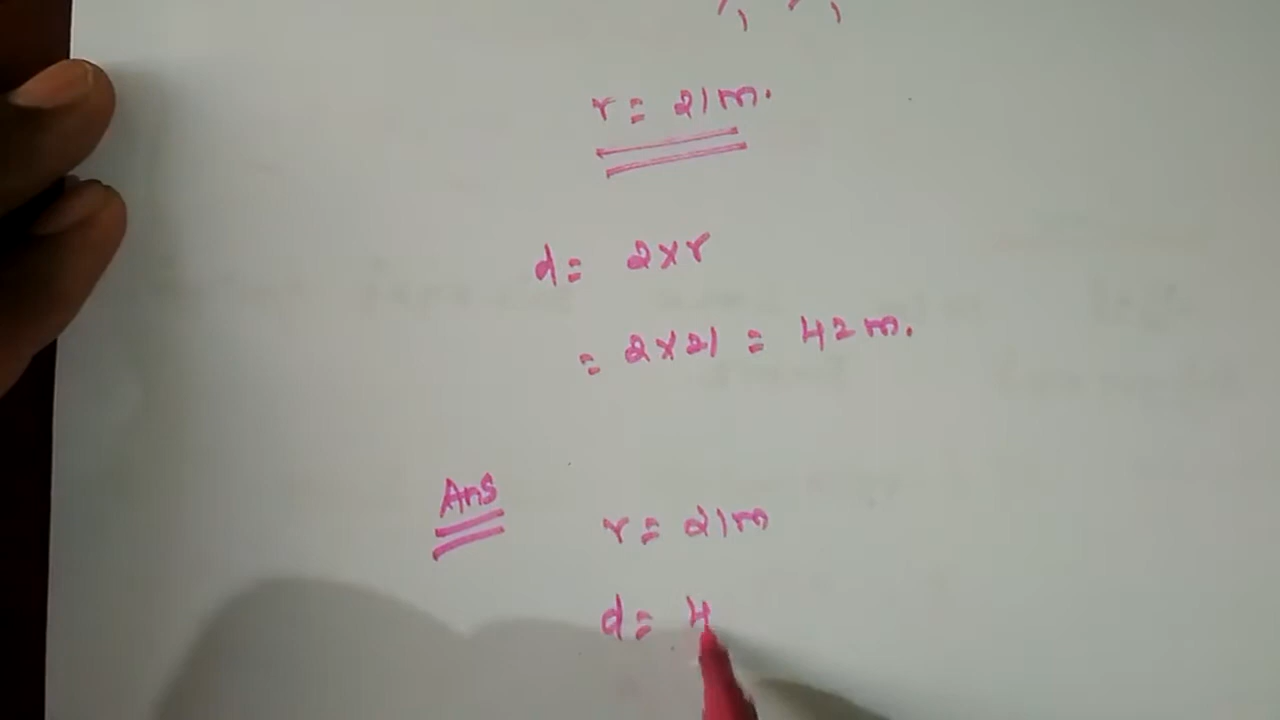 r = 21m.
d = 2×r
= 2×21 = 42m.
Ans r = 21m
d = 4